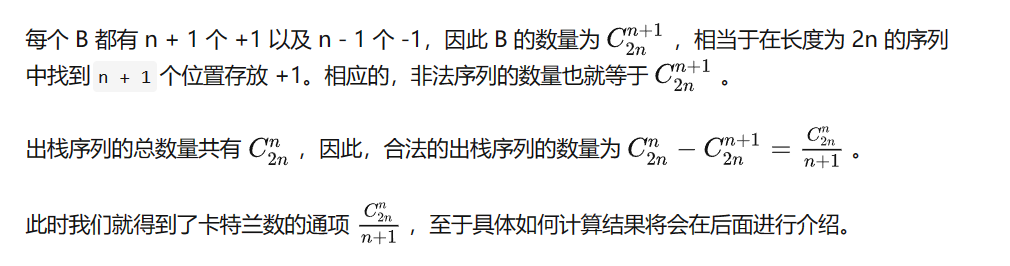 每个 B 都有 n + 1 个 +1 以及 n - 1 个 -1，因此 B 的数量为 $C_{2n}^{n+1}$ ，相当于在长度为 2n 的序列
中找到 n + 1 个位置存放 +1。相应的，非法序列的数量也就等于 $C_{2n}^{n+1}$ 。
出栈序列的总数量共有 $C_{2n}^{n}$ ，因此，合法的出栈序列的数量为 $C_{2n}^{n} - C_{2n}^{n+1} = \frac{C_{2n}^{n}}{n+1}$ 。
此时我们就得到了卡特兰数的通项 $\frac{C_{2n}^{n}}{n+1}$ ，至于具体如何计算结果将会在后面进行介绍。